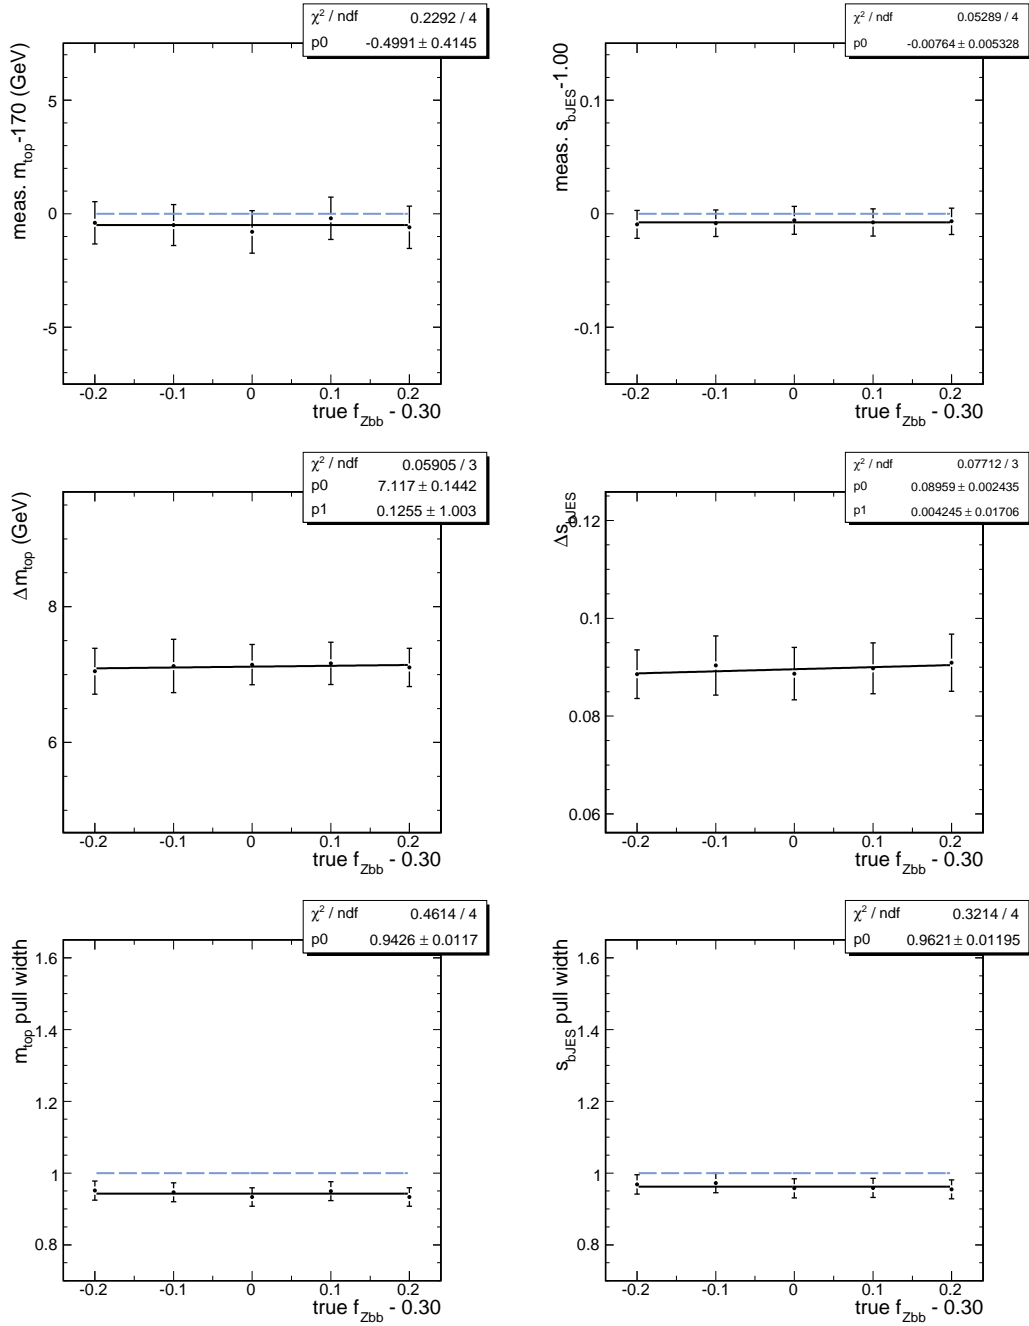 χ² / ndf 0.2292 / 4
p0 -0.4991 ± 0.4145
meas. m_top-170 (GeV)
5
0
-5
-0.2 -0.1 0 0.1 0.2
true f_Zbb - 0.30
χ² / ndf 0.05289 / 4
p0 -0.00764 ± 0.005328
meas. s_bJES-1.00
0.1
0
-0.1
-0.2 -0.1 0 0.1 0.2
true f_Zbb - 0.30
χ² / ndf 0.05905 / 3
p0 7.117 ± 0.1442
p1 0.1255 ± 1.003
Δm_top (GeV)
8
6
-0.2 -0.1 0 0.1 0.2
true f_Zbb - 0.30
χ² / ndf 0.07712 / 3
p0 0.08959 ± 0.002435
p1 0.004245 ± 0.01706
Δs_bJES
0.12
0.1
0.08
0.06
-0.2 -0.1 0 0.1 0.2
true f_Zbb - 0.30
χ² / ndf 0.4614 / 4
p0 0.9426 ± 0.0117
m_top pull width
1.6
1.4
1.2
1
0.8
-0.2 -0.1 0 0.1 0.2
true f_Zbb - 0.30
χ² / ndf 0.3214 / 4
p0 0.9621 ± 0.01195
s_bJES pull width
1.6
1.4
1.2
1
0.8
-0.2 -0.1 0 0.1 0.2
true f_Zbb - 0.30